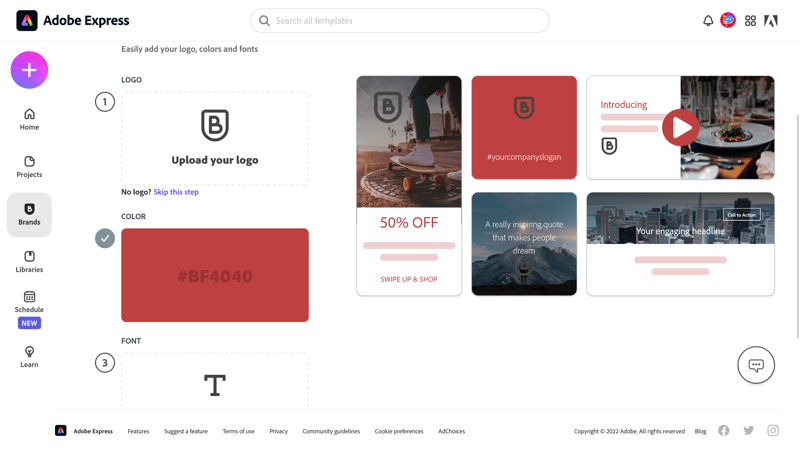 Adobe Express
Search all templates
Easily add your logo, colors and fonts
LOGO
1
B
Upload your logo
No logo? Skip this step
COLOR
#BF4040
FONT
3
T
Home
Projects
B
Brands
Libraries
Schedule
NEW
Learn
B
50% OFF
SWIPE UP & SHOP
B
#yourcompanyslogan
Introducing
B
A really inspiring quote
that makes people
dream
B
Call to Action
Your engaging headline
Adobe Express
Features
Suggest a feature
Terms of use
Privacy
Community guidelines
Cookie preferences
AdChoices
Copyright © 2022 Adobe. All rights reserved
Blog